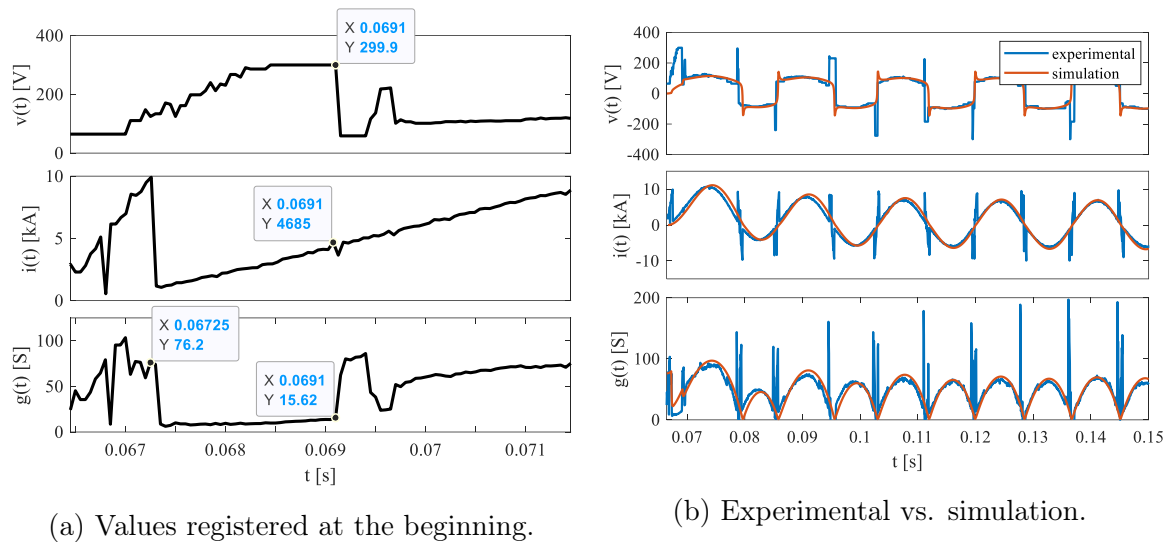 X 0.0691
Y 299.9
400
200
0
v(t) [V]
X 0.0691
Y 4685
10
5
0
i(t) [kA]
X 0.06725
Y 76.2
X 0.0691
Y 15.62
100
50
0
g(t) [S]
0.067 0.068 0.069 0.07 0.071
t [s]
(a) Values registered at the beginning.
experimental
simulation
400
200
0
-200
-400
v(t) [V]
10
0
-10
i(t) [kA]
200
100
0
g(t) [S]
0.07 0.08 0.09 0.1 0.11 0.12 0.13 0.14 0.15
t [s]
(b) Experimental vs. simulation.